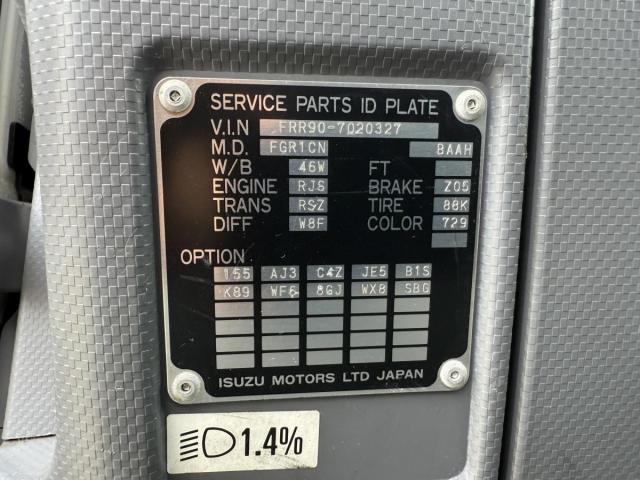 SERVICE PARTS ID PLATE
V.I.N FRR90-7020327
M.D. FGR1CN 8AAH
W/B 46W FT
ENGINE RJS BRAKE Z05
TRANS RSZ TIRE 88K
DIFF W8F COLOR 729
OPTION
155 AJ3 C4Z JE5 B1S
K89 WF6 8GJ WX8 SBG
ISUZU MOTORS LTD JAPAN
1.4%